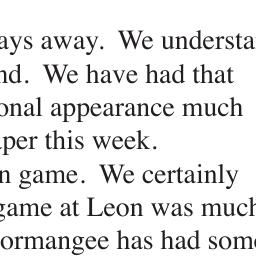 ays away.  We understa
nd.  We have had that
onal appearance much
aper this week.
n game.  We certainly
game at Leon was much
ormangee has had some